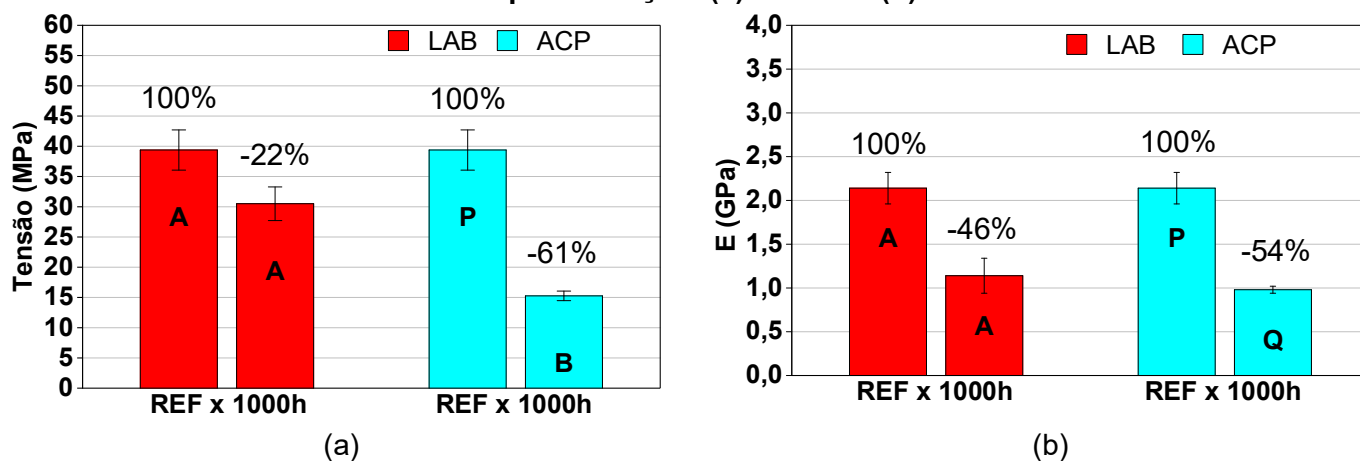 60
55
50
45
40
35
30
25
20
15
10
5
0
Tensão (MPa)
LAB ACP
100%
-22%
100%
-61%
A
A
P
B
REF x 1000h
REF x 1000h
(a)
4,0
3,5
3,0
2,5
2,0
1,5
1,0
0,5
0,0
E (GPa)
LAB ACP
100%
-46%
100%
-54%
A
A
P
Q
REF x 1000h
REF x 1000h
(b)